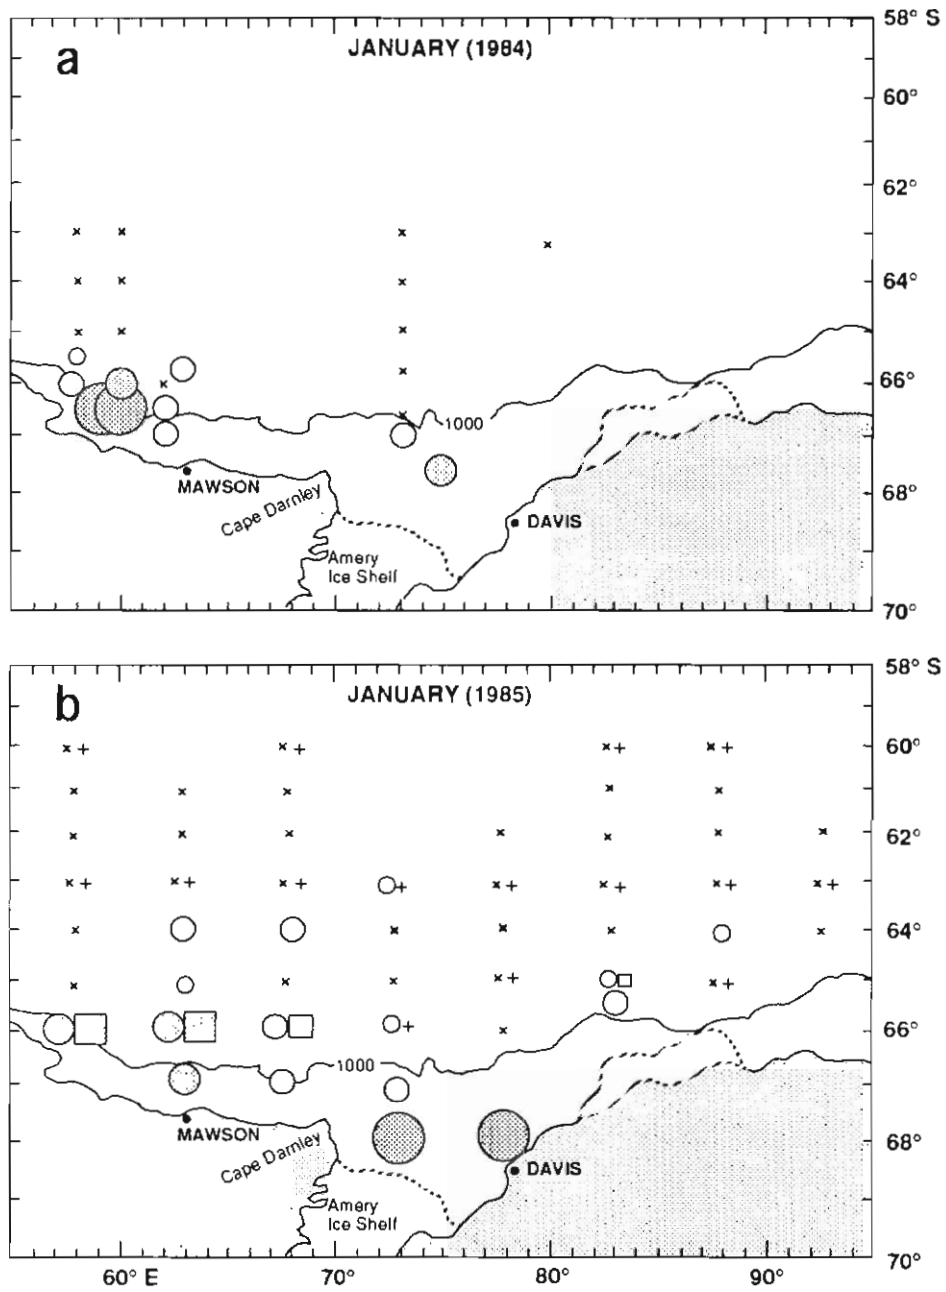 a
JANUARY (1984)
58° S
60°
62°
64°
66°
68°
70°
1000
MAWSON
Cape Darnley
Amery
Ice Shelf
DAVIS
b
JANUARY (1985)
58° S
60°
62°
64°
66°
68°
70°
1000
MAWSON
Cape Darnley
Amery
Ice Shelf
DAVIS
60° E
70°
80°
90°